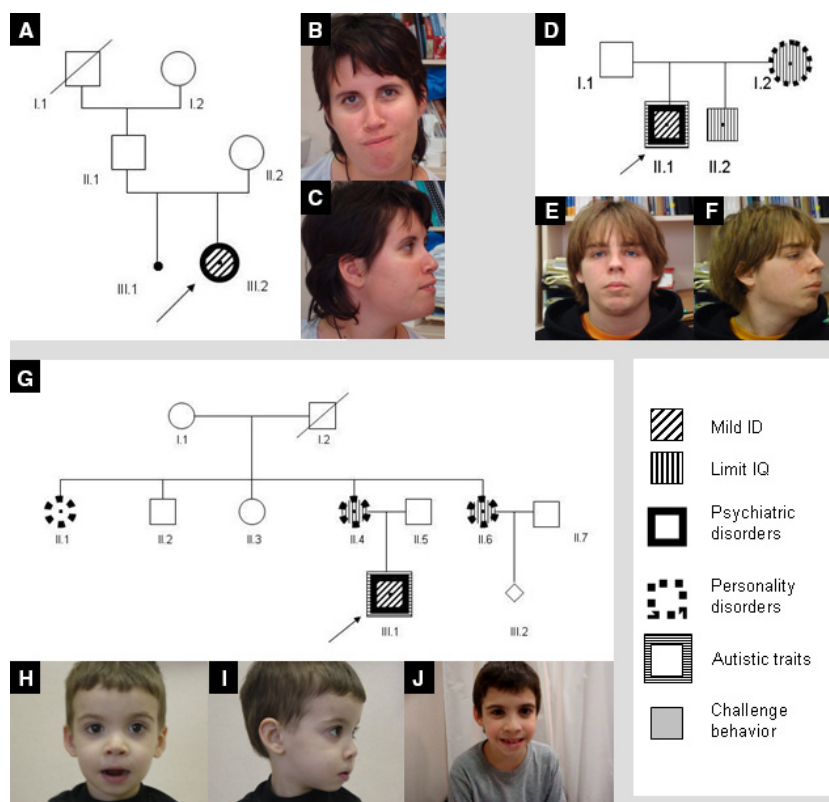 A
I.1
I.2
II.1
II.2
III.1
III.2
B
C
D
I.1
I.2
II.1
II.2
E
F
G
I.1
I.2
II.1
II.2
II.3
II.4
II.5
II.6
II.7
III.1
III.2
H
I
J
Mild ID
Limit IQ
Psychiatric
disorders
Personality
disorders
Autistic traits
Challenge
behavior